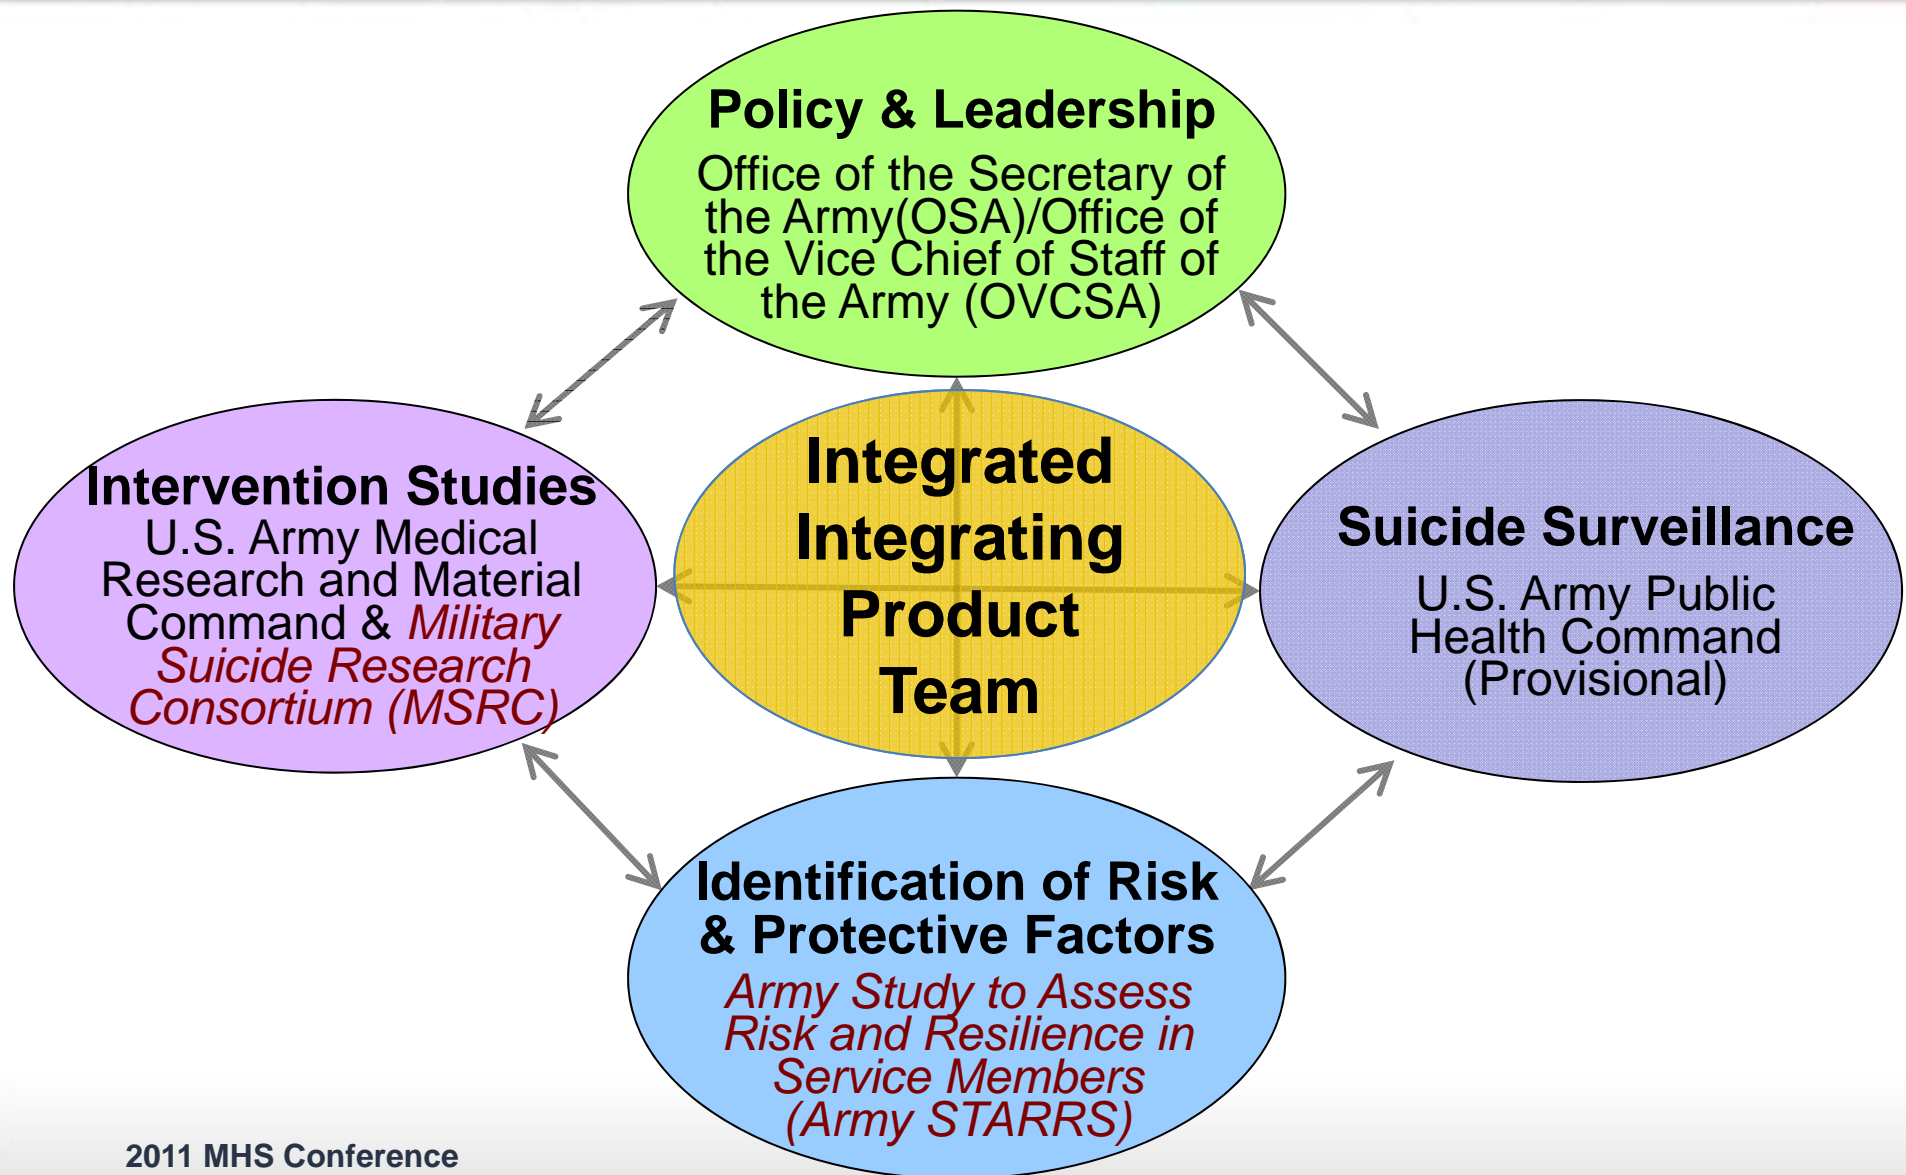 Policy & Leadership
Office of the Secretary of
the Army(OSA)/Office of
the Vice Chief of Staff of
the Army (OVCSA)
Intervention Studies
U.S. Army Medical
Research and Material
Command & Military
Suicide Research
Consortium (MSRC)
Integrated
Integrating
Product
Team
Suicide Surveillance
U.S. Army Public
Health Command
(Provisional)
Identification of Risk
& Protective Factors
Army Study to Assess
Risk and Resilience in
Service Members
(Army STARRS)
2011 MHS Conference